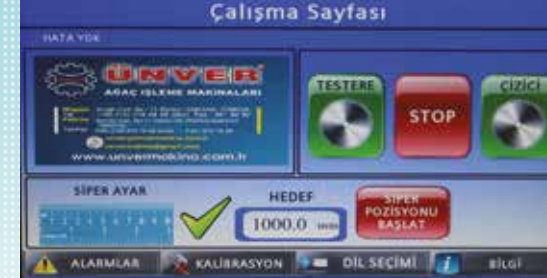 Çalışma Sayfası
HATA YOK
ÜNVER
AĞAÇ İŞLEME MAKİNALARI
www.unvermakina.com.tr
TESTERE
STOP
ÇİZİCİ
SİPER AYAR
HEDEF
1000.0
SİPER
POZİSYONU
BAŞLAT
ALARMLAR
KALİBRASYON
DİL SEÇİMİ
BİLGİ